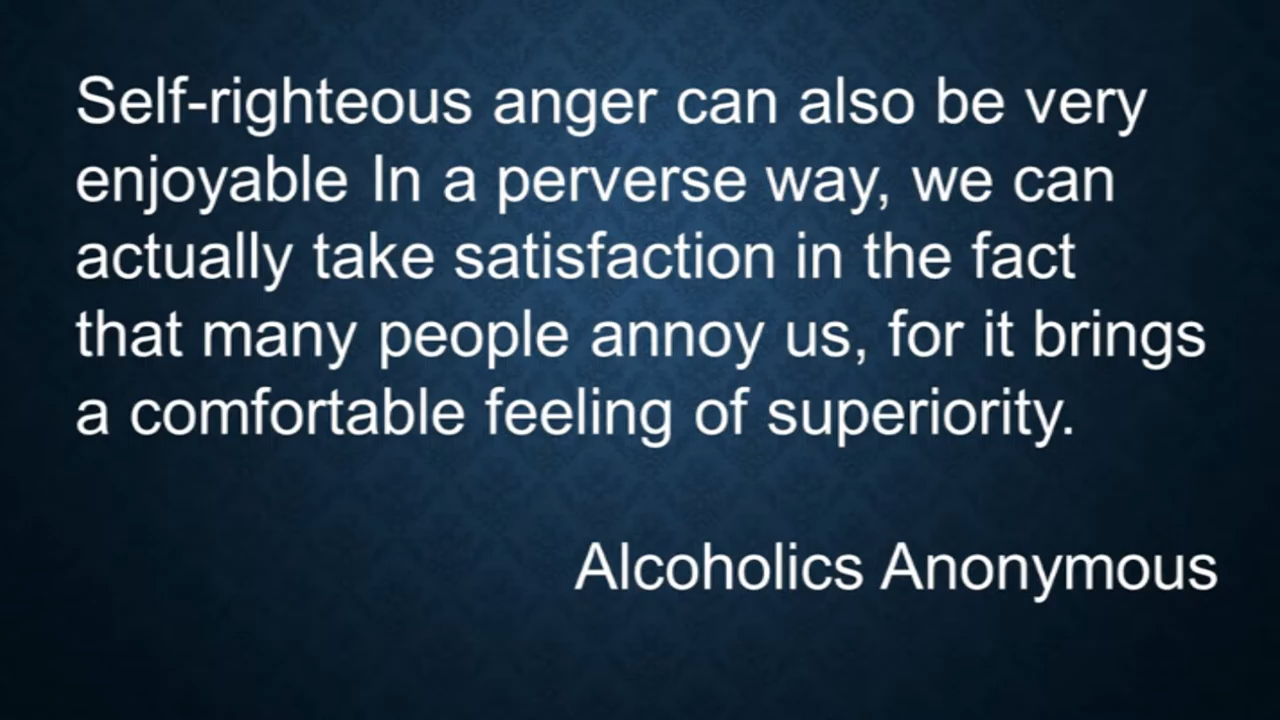 Self-righteous anger can also be very
enjoyable In a perverse way, we can
actually take satisfaction in the fact
that many people annoy us, for it brings
a comfortable feeling of superiority.
Alcoholics Anonymous